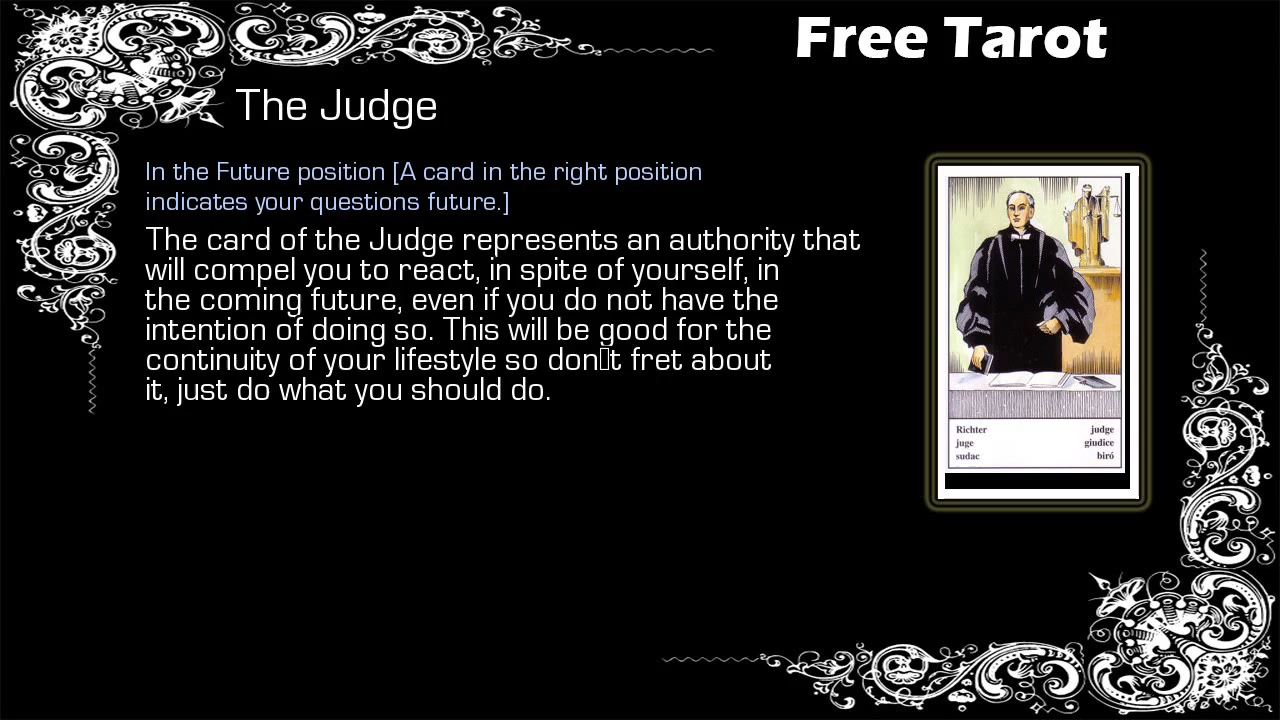 Free Tarot
The Judge
In the Future position [A card in the right position
indicates your questions future.]
The card of the Judge represents an authority that
will compel you to react, in spite of yourself, in
the coming future, even if you do not have the
intention of doing so. This will be good for the
continuity of your lifestyle so don▯t fret about
it, just do what you should do.
Richter judge
juge giudice
sudac biró